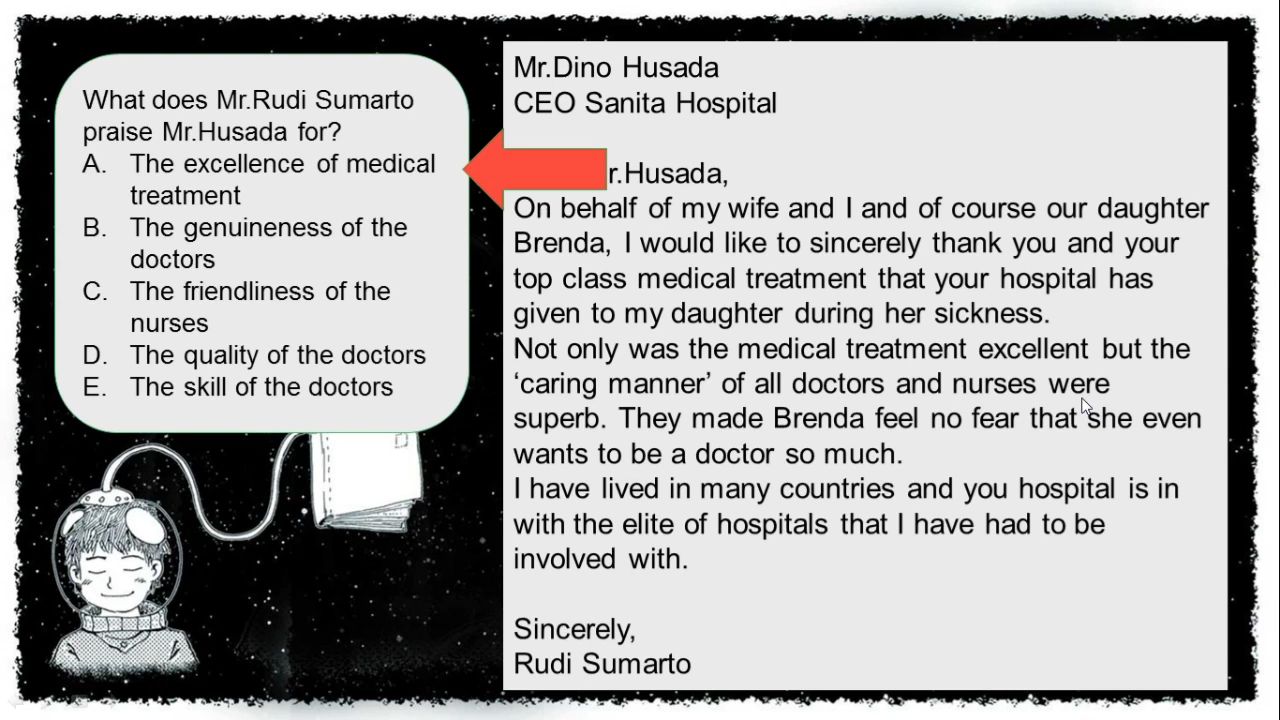 What does Mr.Rudi Sumarto
praise Mr.Husada for?
A. The excellence of medical
treatment
B. The genuineness of the
doctors
C. The friendliness of the
nurses
D. The quality of the doctors
E. The skill of the doctors
Mr.Dino Husada
CEO Sanita Hospital
r.Husada,
On behalf of my wife and I and of course our daughter
Brenda, I would like to sincerely thank you and your
top class medical treatment that your hospital has
given to my daughter during her sickness.
Not only was the medical treatment excellent but the
‘caring manner’ of all doctors and nurses were
superb. They made Brenda feel no fear that she even
wants to be a doctor so much.
I have lived in many countries and you hospital is in
with the elite of hospitals that I have had to be
involved with.
Sincerely,
Rudi Sumarto